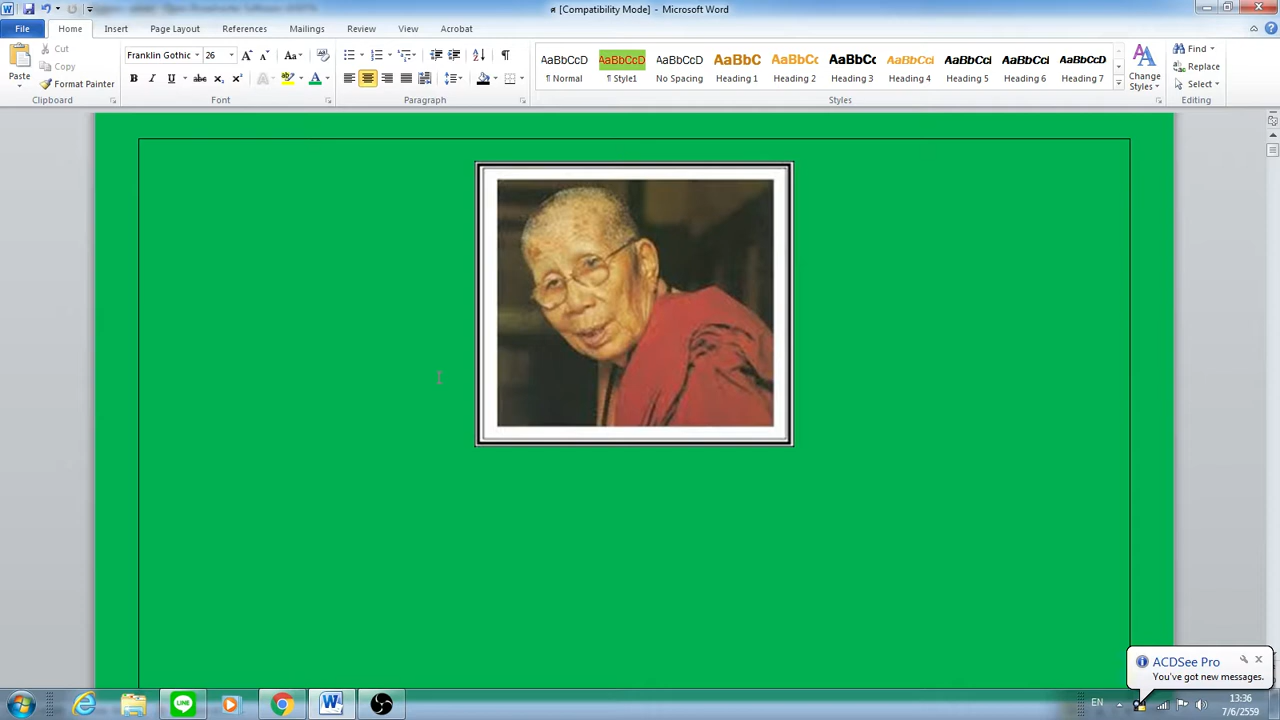 [Compatibility Mode] - Microsoft Word
File Home Insert Page Layout References Mailings Review View Acrobat
Paste
Cut
Copy
Format Painter
Clipboard
Franklin Gothic 26
B I U abc
Font
Paragraph
AaBbCcD AaBbCcD AaBbCcD AaBbC AaBbCc AaBbCc AaBbCcI AaBbCcI AaBbCcI AaBbCcD
¶ Normal ¶ Style1 No Spacing Heading 1 Heading 2 Heading 3 Heading 4 Heading 5 Heading 6 Heading 7
Change
Styles
Styles
Find
Replace
Select
Editing
ACDSee Pro
You've got new messages.
LINE
EN
13:36
7/6/2559